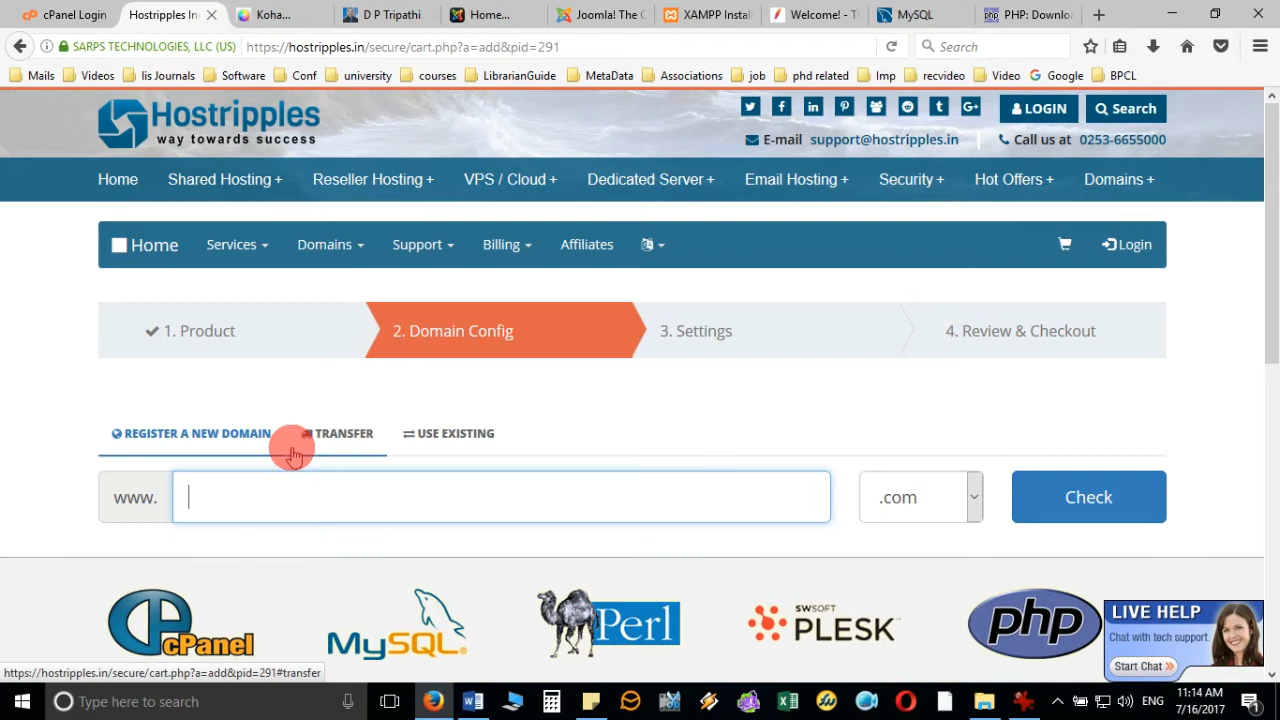 cPanel Login
Hostripples In
Koha...
D P Tripathi
Home...
Joomla! The C
XAMPP Instal
Welcome! - T
MySQL
PHP: Downlo
SARPS TECHNOLOGIES, LLC (US)
https://hostripples.in/secure/cart.php?a=add&pid=291
Search
Mails
Videos
lis Journals
Software
Conf
university
courses
LibrarianGuide
MetaData
Associations
job
phd related
Imp
recvideo
Video
Google
BPCL
Hostripples
way towards success
LOGIN
Search
E-mail support@hostripples.in
Call us at 0253-6655000
Home
Shared Hosting +
Reseller Hosting +
VPS / Cloud +
Dedicated Server +
Email Hosting +
Security +
Hot Offers +
Domains +
Home
Services
Domains
Support
Billing
Affiliates
Login
1. Product
2. Domain Config
3. Settings
4. Review & Checkout
REGISTER A NEW DOMAIN
TRANSFER
USE EXISTING
www.
.com
Check
cPanel
MySQL
Perl
SWSOFT
PLESK
php
LIVE HELP
Chat with tech support.
Start Chat »
https://hostripples.in/secure/cart.php?a=add&pid=291#transfer
Type here to search
ENG
11:14 AM
7/16/2017
1